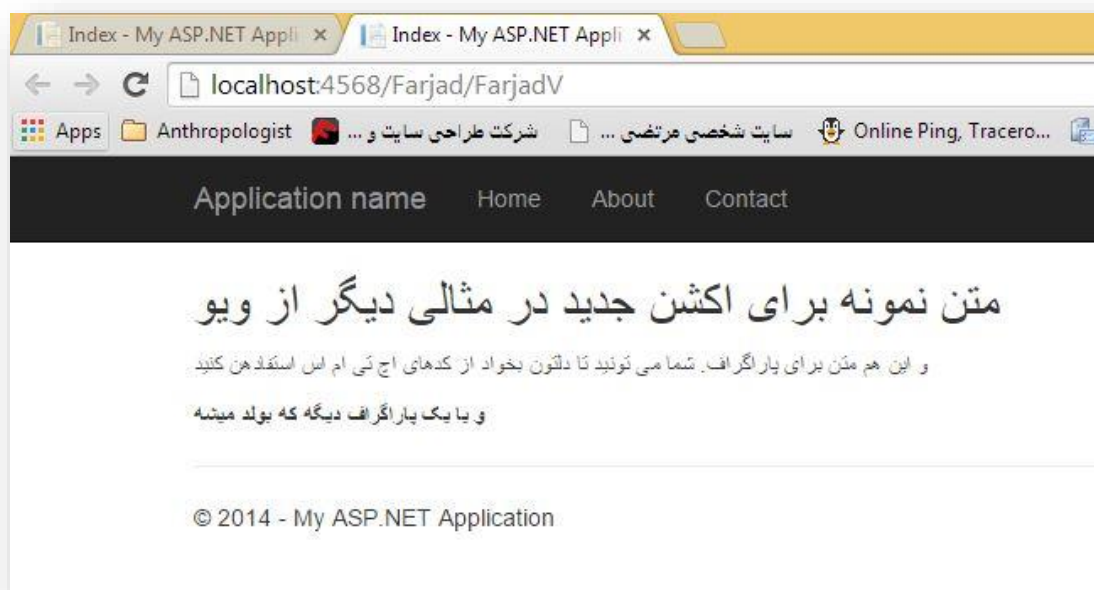 Index - My ASP.NET Appli
Index - My ASP.NET Appli
localhost:4568/Farjad/FarjadV
Apps Anthropologist شرکت طراحی سایت و ... سایت شخصی مرتضی ... Online Ping, Tracero...
Application name Home About Contact
متن نمونه برای اکشن جدید در مثالی دیگر از ویو
و این هم متن برای پاراگراف. شما می تونید تا دلتون بخواد از کدهای اچ تی ام اس استفادهن کنید
و یا یک پاراگراف دیگه که بولد میشه
© 2014 - My ASP.NET Application